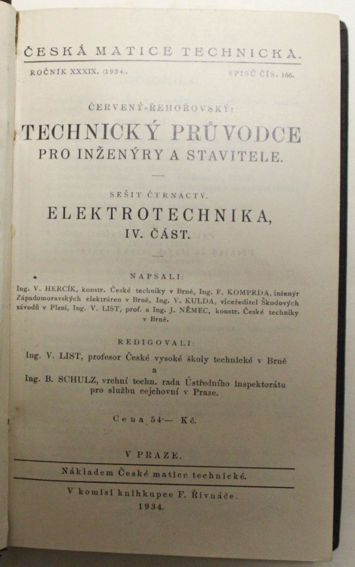 ČESKÁ MATICE TECHNICKÁ.
ROČNÍK XXXIX. (1934). SPISŮ ČÍS. 166.
ČERVENÝ-ŘEHOŘOVSKÝ:
TECHNICKÝ PRŮVODCE
PRO INŽENÝRY A STAVITELE.
SEŠIT ČTRNÁCTÝ.
ELEKTROTECHNIKA,
IV. ČÁST.
NAPSALI:
Ing. V. HERCÍK, konstr. České techniky v Brně, Ing. F. KOMPRDA, inženýr
Západomoravských elektráren v Brně, Ing. V. KULDA, viceředitel Škodových
závodů v Plzni, Ing. V. LIST, prof. a Ing. J. NĚMEC, konstr. České techniky
v Brně.
REDIGOVALI:
Ing. V. LIST, profesor České vysoké školy technické v Brně
a
Ing. B. SCHULZ, vrchní techn. rada Ústředního inspektorátu
pro službu cejchovní v Praze.
Cena 54·— Kč.
V PRAZE.
Nákladem České matice technické.
V komisi knihkupce F. Řivnáče.
1934.